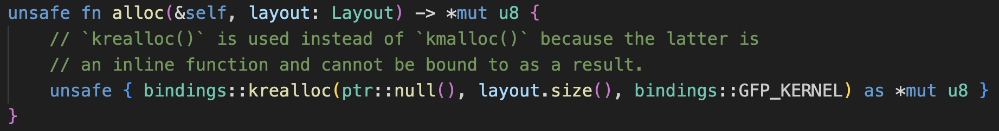 unsafe fn alloc(&self, layout: Layout) -> *mut u8 {
// `krealloc()` is used instead of `kmalloc()` because the latter is
// an inline function and cannot be bound to as a result.
unsafe { bindings::krealloc(ptr::null(), layout.size(), bindings::GFP_KERNEL) as *mut u8 }
}